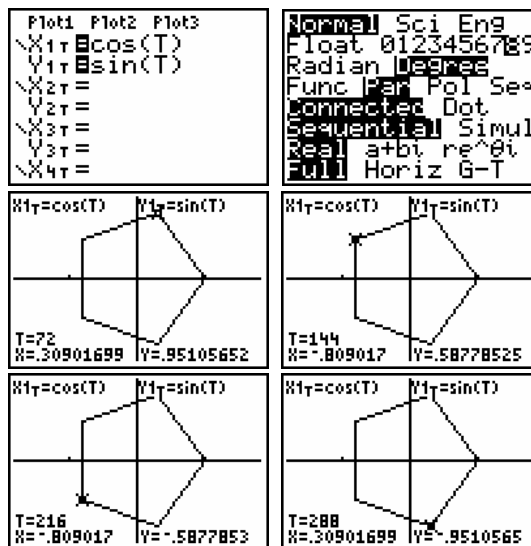 Plot1 Plot2 Plot3
\X1T=cos(T)
Y1T=sin(T)
\X2T=
Y2T=
\X3T=
Y3T=
\X4T=
Normal Sci Eng
Float 0123456789
Radian Degree
Func Par Pol Seq
Connected Dot
Sequential Simul
Real a+bi re^θi
Full Horiz G-T
X1T=cos(T) Y1T=sin(T)
T=72
X=.30901699 Y=.95105652
X1T=cos(T) Y1T=sin(T)
T=144
X=-.809017 Y=.58778525
X1T=cos(T) Y1T=sin(T)
T=216
X=-.809017 Y=-.5877853
X1T=cos(T) Y1T=sin(T)
T=288
X=.30901699 Y=-.9510565